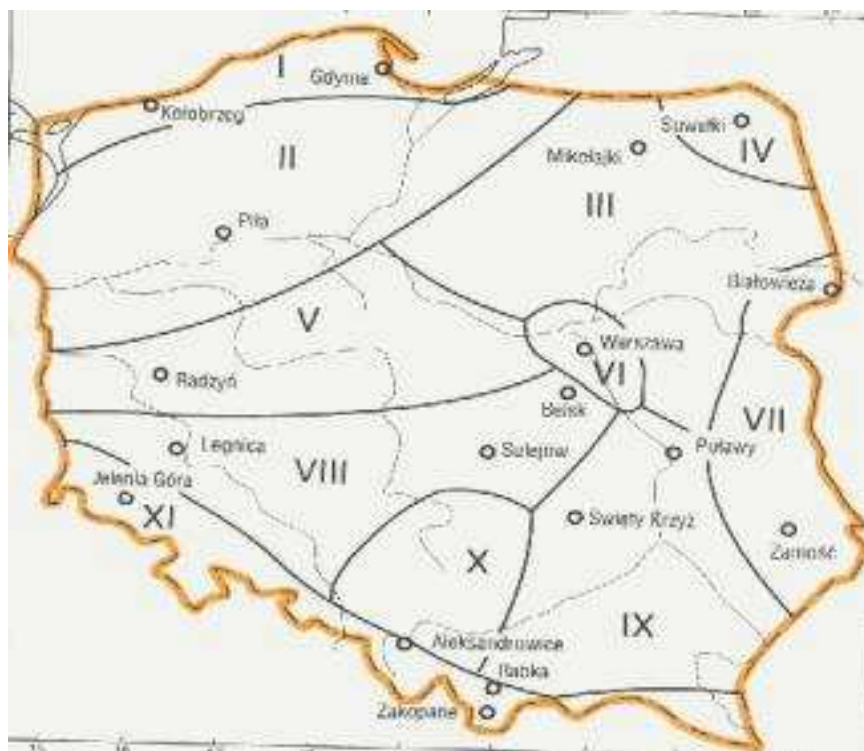 I
Gdynia
Kołobrzeg
Suwałki
II
Mikołajki
IV
III
Piła
Białowieża
V
Warszawa
VI
Radzyń
Belsk
VII
Legnica
Sulejów
Puławy
VIII
Jelenia Góra
XI
Święty Krzyż
Zamość
X
IX
Aleksandrowice
Rabka
Zakopane